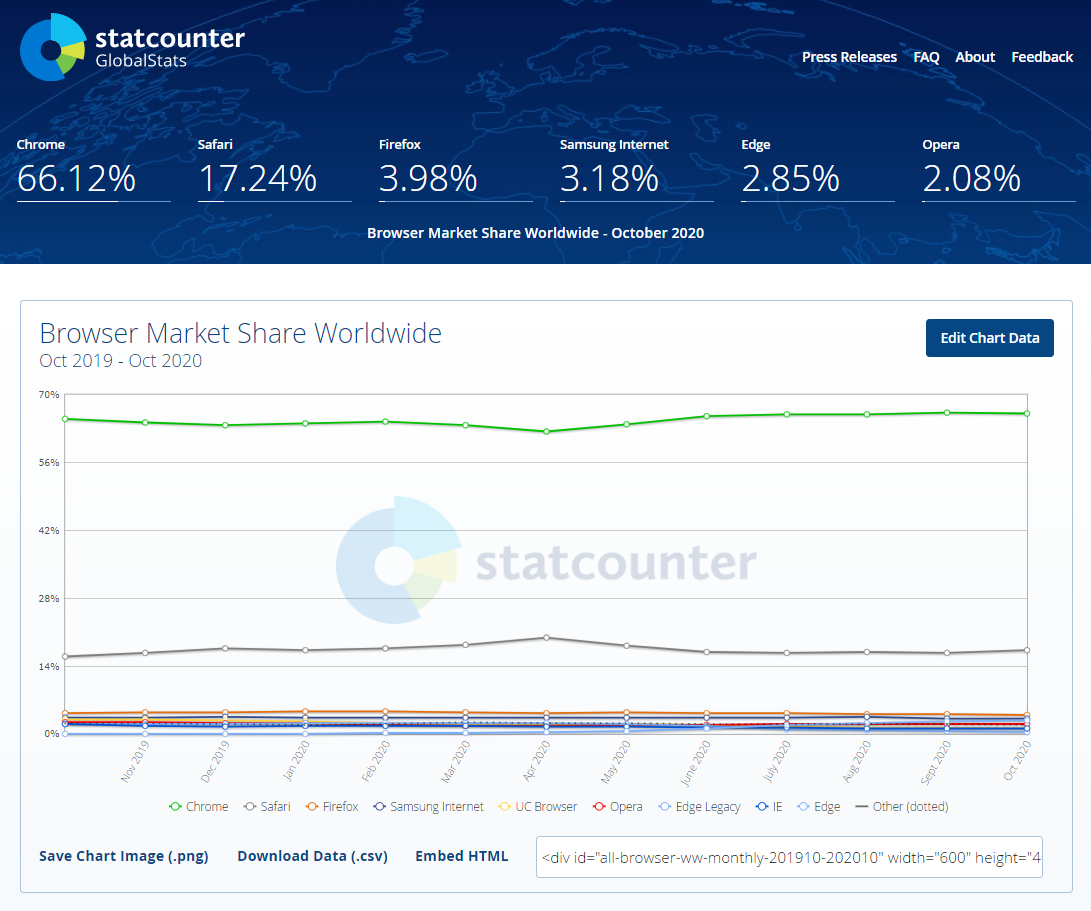 statcounter
GlobalStats
Press Releases FAQ About Feedback
Chrome Safari Firefox Samsung Internet Edge Opera
66.12% 17.24% 3.98% 3.18% 2.85% 2.08%
Browser Market Share Worldwide - October 2020
Browser Market Share Worldwide
Oct 2019 - Oct 2020
Edit Chart Data
70%
56%
42%
statcounter
28%
14%
0%
Nov 2019 Dec 2019 Jan 2020 Feb 2020 Mar 2020 Apr 2020 May 2020 June 2020 July 2020 Aug 2020 Sept 2020 Oct 2020
Chrome Safari Firefox Samsung Internet UC Browser Opera Edge Legacy IE Edge Other (dotted)
Save Chart Image (.png) Download Data (.csv) Embed HTML <div id="all-browser-ww-monthly-201910-202010" width="600" height="4